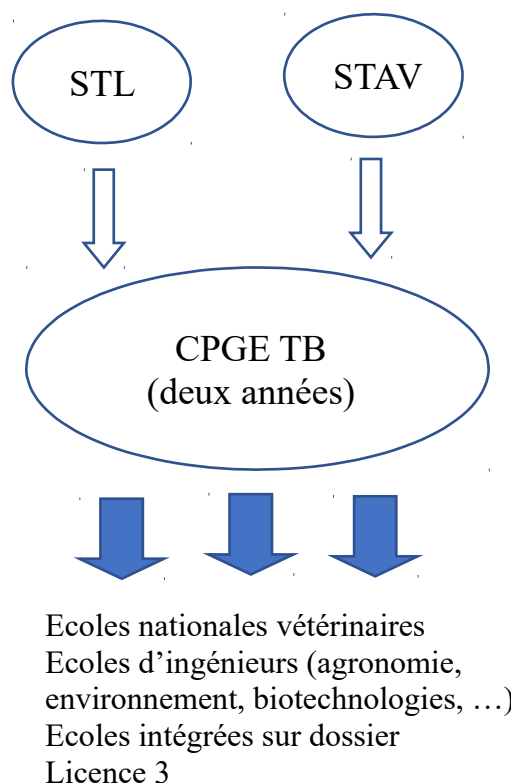 STL
STAV
CPGE TB
(deux années)
Ecoles nationales vétérinaires
Ecoles d’ingénieurs (agronomie,
environnement, biotechnologies, …)
Ecoles intégrées sur dossier
Licence 3